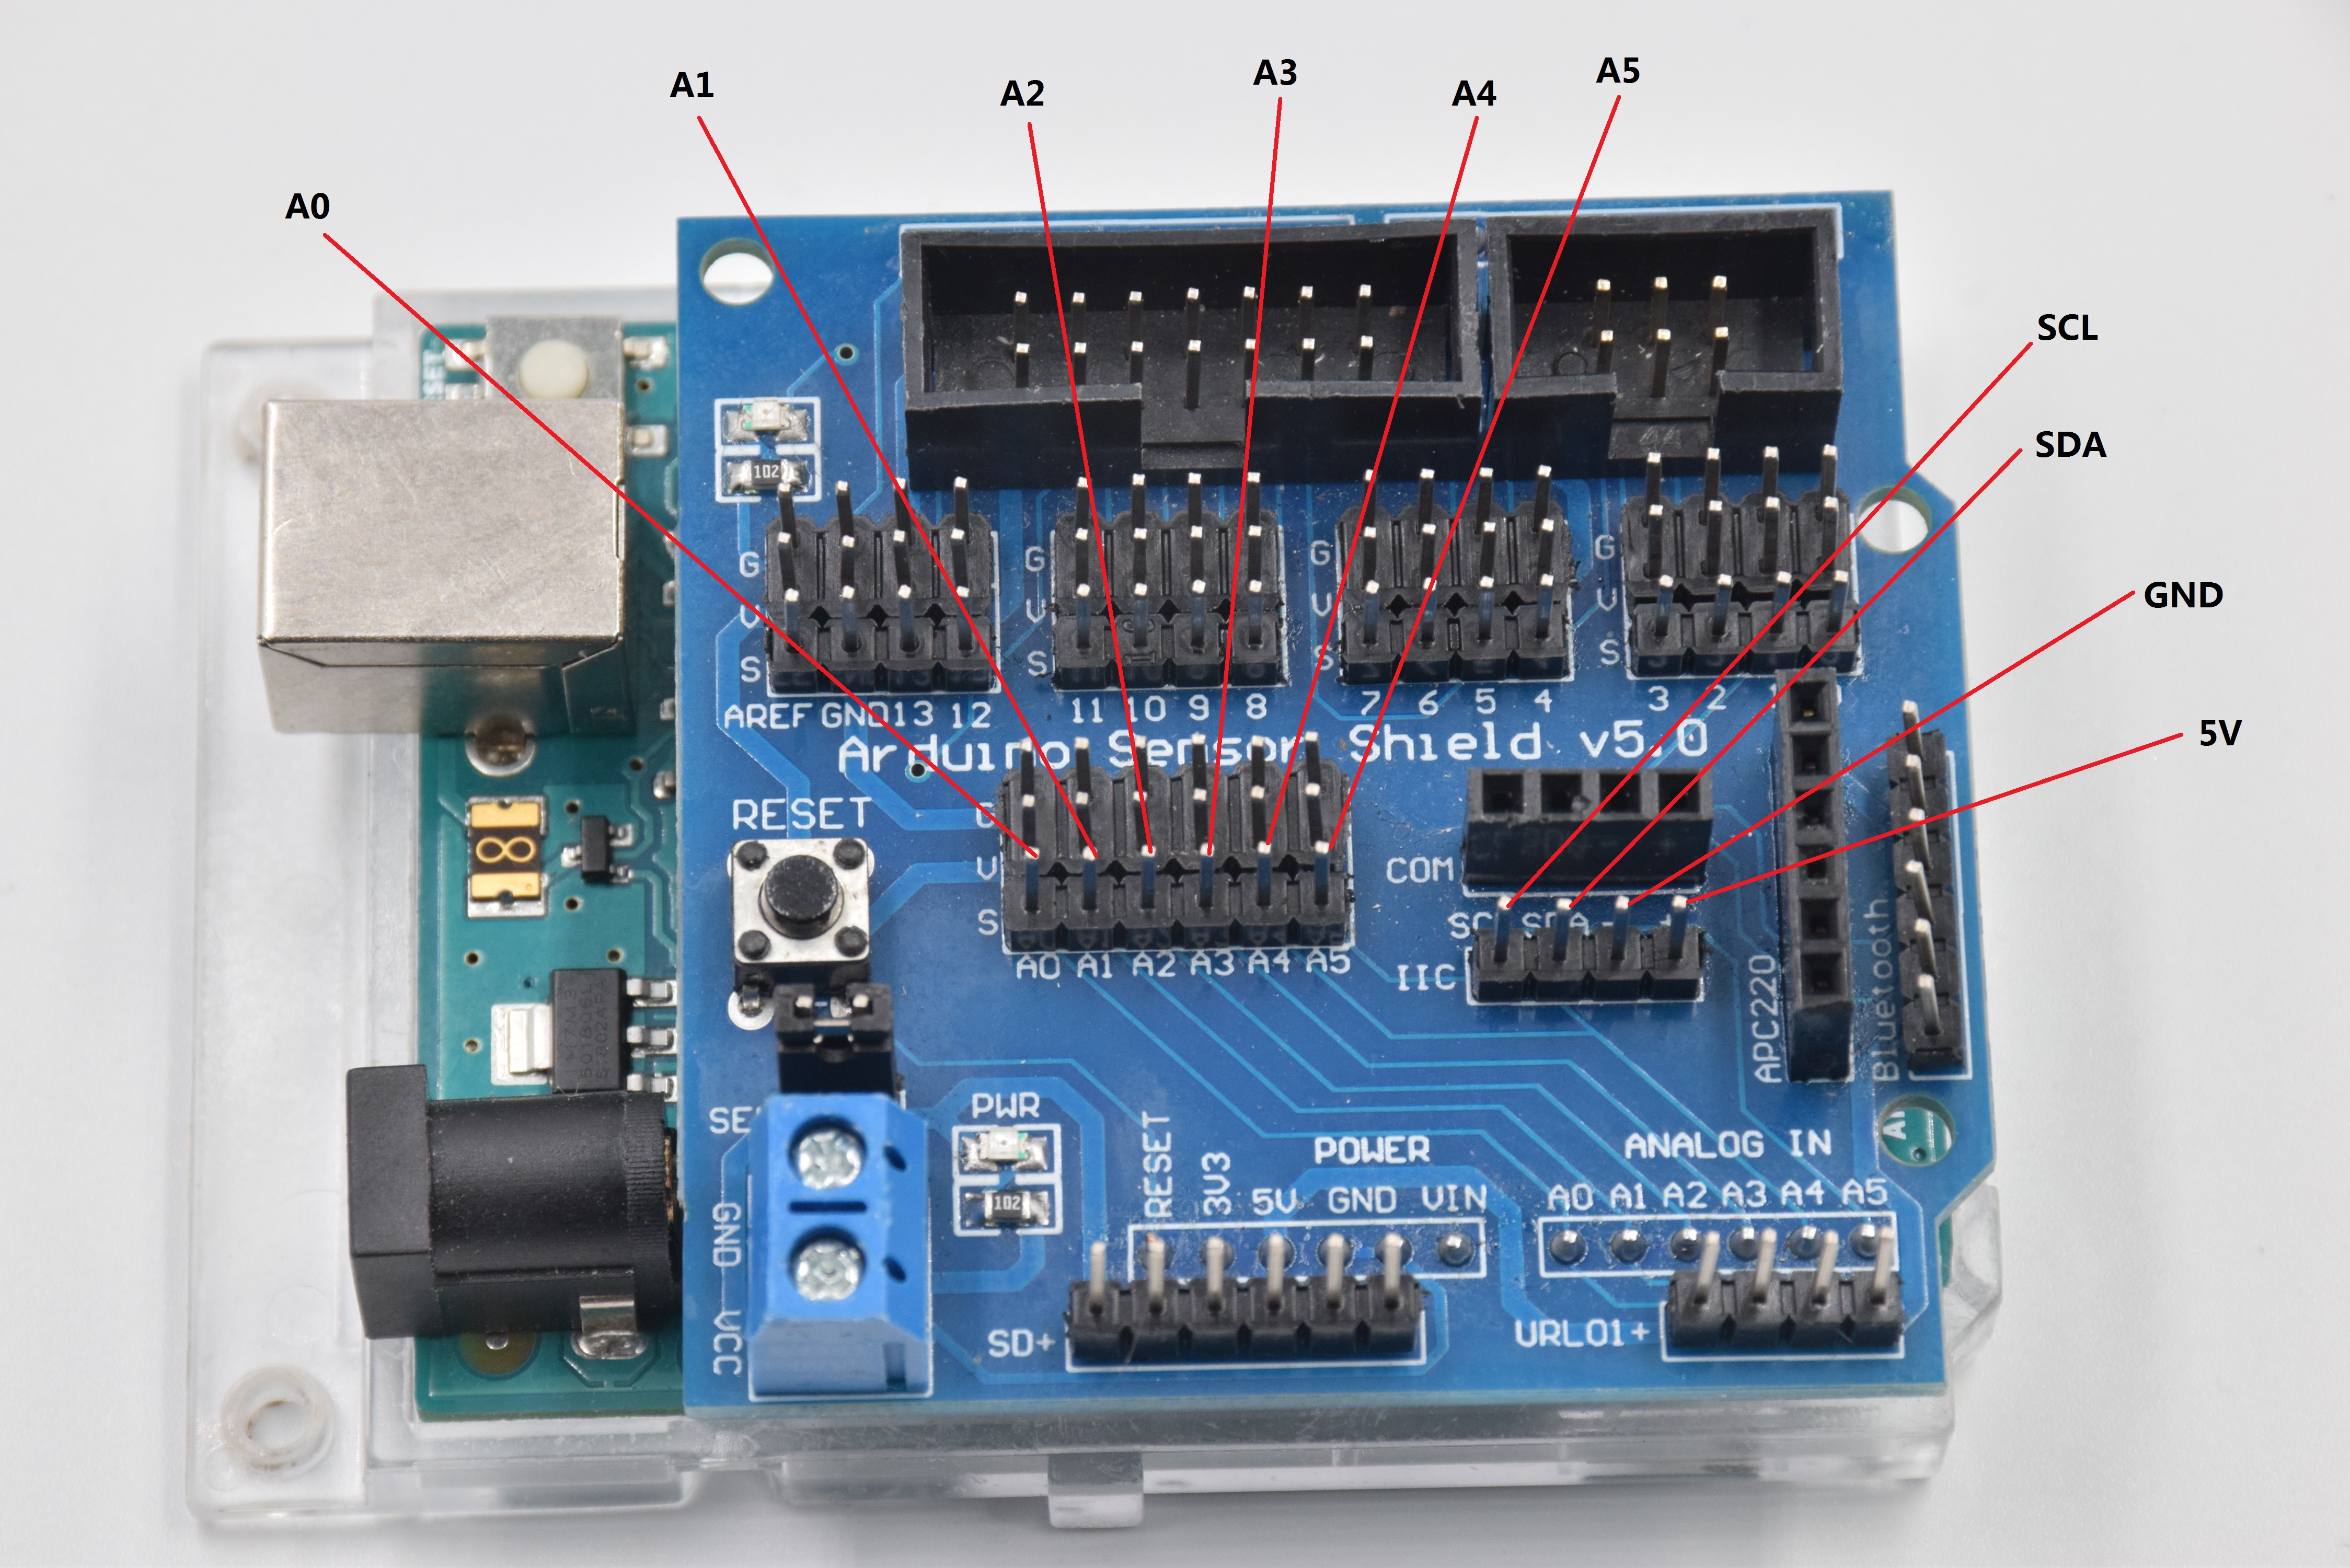 A1
A2
A3
A4
A5
A0
SCL
SDA
GND
5V
102
G
G
G
G
V
V
V
V
S
S
S
S
AREF GND 13 12
11 10 9 8
7 6 5 4
3 2
Arduino Sensor Shield v5.0
RESET
V
S
A0 A1 A2 A3 A4 A5
COM
SDA
IIC
APC220
Bluetooth
PWR
102
GND
VCC
RESET
3V3
POWER
5V GND VIN
ANALOG IN
A0 A1 A2 A3 A4 A5
SD+
URL01+